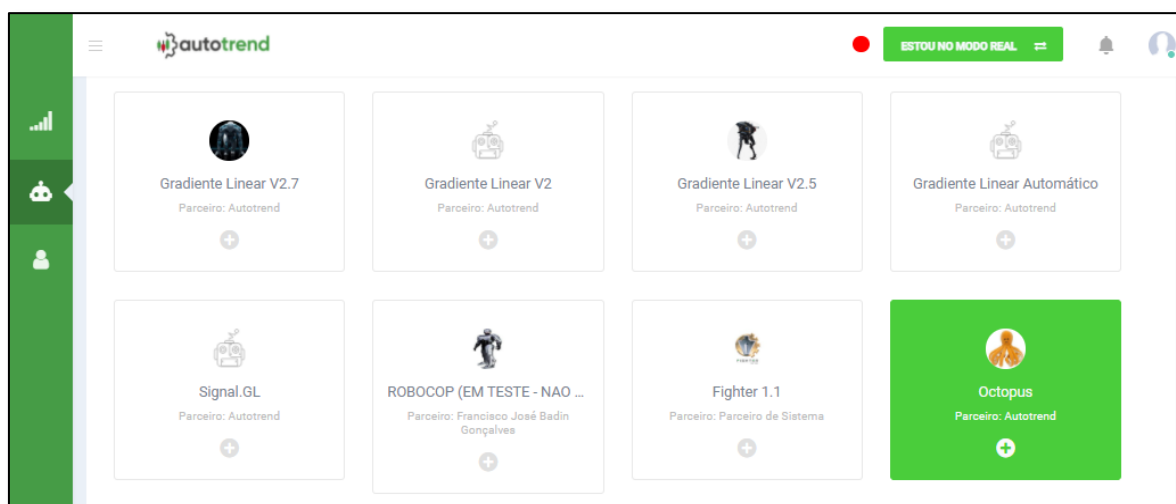 autotrend
ESTOU NO MODO REAL
Gradiente Linear V2.7
Parceiro: Autotrend
Gradiente Linear V2
Parceiro: Autotrend
Gradiente Linear V2.5
Parceiro: Autotrend
Gradiente Linear Automático
Parceiro: Autotrend
Signal.GL
Parceiro: Autotrend
ROBOCOP (EM TESTE - NAO ...
Parceiro: Francisco José Badin
Gonçalves
Fighter 1.1
Parceiro: Parceiro de Sistema
Octopus
Parceiro: Autotrend